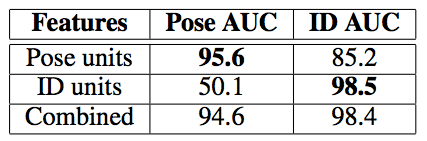 Features Pose AUC ID AUC
Pose units 95.6 85.2
ID units 50.1 98.5
Combined 94.6 98.4